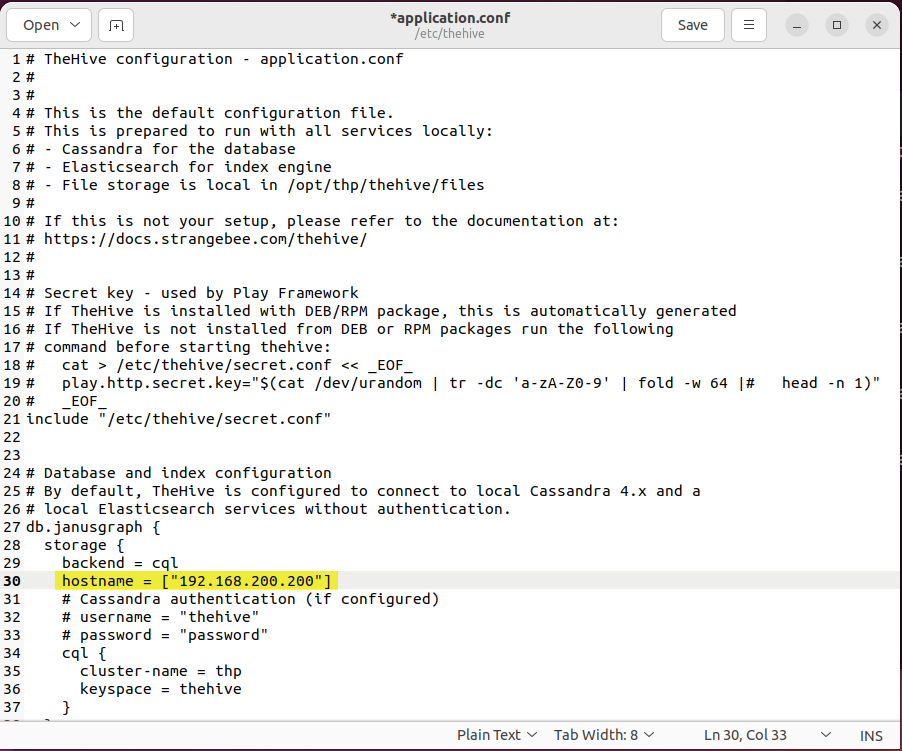 Open
*application.conf
/etc/thehive
Save
1 # TheHive configuration - application.conf
2 #
3 #
4 # This is the default configuration file.
5 # This is prepared to run with all services locally:
6 # - Cassandra for the database
7 # - Elasticsearch for index engine
8 # - File storage is local in /opt/thp/thehive/files
9 #
10 # If this is not your setup, please refer to the documentation at:
11 # https://docs.strangebee.com/thehive/
12 #
13 #
14 # Secret key - used by Play Framework
15 # If TheHive is installed with DEB/RPM package, this is automatically generated
16 # If TheHive is not installed from DEB or RPM packages run the following
17 # command before starting thehive:
18 #   cat > /etc/thehive/secret.conf << _EOF_
19 #   play.http.secret.key="$(cat /dev/urandom | tr -dc 'a-zA-Z0-9' | fold -w 64 |#   head -n 1)"
20 #   _EOF_
21 include "/etc/thehive/secret.conf"
22
23
24 # Database and index configuration
25 # By default, TheHive is configured to connect to local Cassandra 4.x and a
26 # local Elasticsearch services without authentication.
27 db.janusgraph {
28   storage {
29     backend = cql
30     hostname = ["192.168.200.200"]
31     # Cassandra authentication (if configured)
32     # username = "thehive"
33     # password = "password"
34     cql {
35       cluster-name = thp
36       keyspace = thehive
37     }
Plain Text Tab Width: 8 Ln 30, Col 33 INS